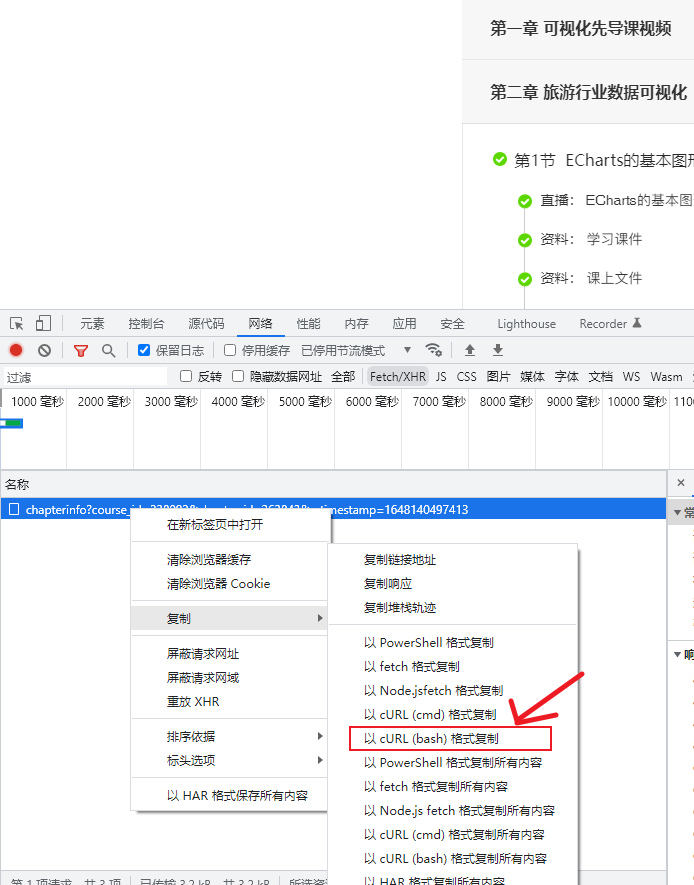 第一章 可视化先导课视频
第二章 旅游行业数据可视化
第1节 ECharts的基本图形
直播： ECharts的基本图
资料： 学习课件
资料： 课上文件
元素 控制台 源代码 网络 性能 内存 应用 安全 Lighthouse Recorder
保留日志 停用缓存 已停用节流模式
过滤 反转 隐藏数据网址 全部 Fetch/XHR JS CSS 图片 媒体 字体 文档 WS Wasm
1000 毫秒 2000 毫秒 3000 毫秒 4000 毫秒 5000 毫秒 6000 毫秒 7000 毫秒 8000 毫秒 9000 毫秒 10000 毫秒 1100
名称
常
chapterinfo?course_id=338093
timestamp=1648140497413
在新标签页中打开
清除浏览器缓存
清除浏览器 Cookie
复制
屏蔽请求网址
屏蔽请求网域
重放 XHR
排序依据
标头选项
以 HAR 格式保存所有内容
复制链接地址
复制响应
复制堆栈轨迹
以 PowerShell 格式复制
以 fetch 格式复制
以 Node.jsfetch 格式复制
以 cURL (cmd) 格式复制
以 cURL (bash) 格式复制
以 PowerShell 格式复制所有内容
以 fetch 格式复制所有内容
以 Node.js fetch 格式复制所有内容
以 cURL (cmd) 格式复制所有内容
以 cURL (bash) 格式复制所有内容
以 HAR 格式复制所有内容
响
第 1 项请求，共 3 项 已传输 3.2 kB，共 3.2 kB 所选资